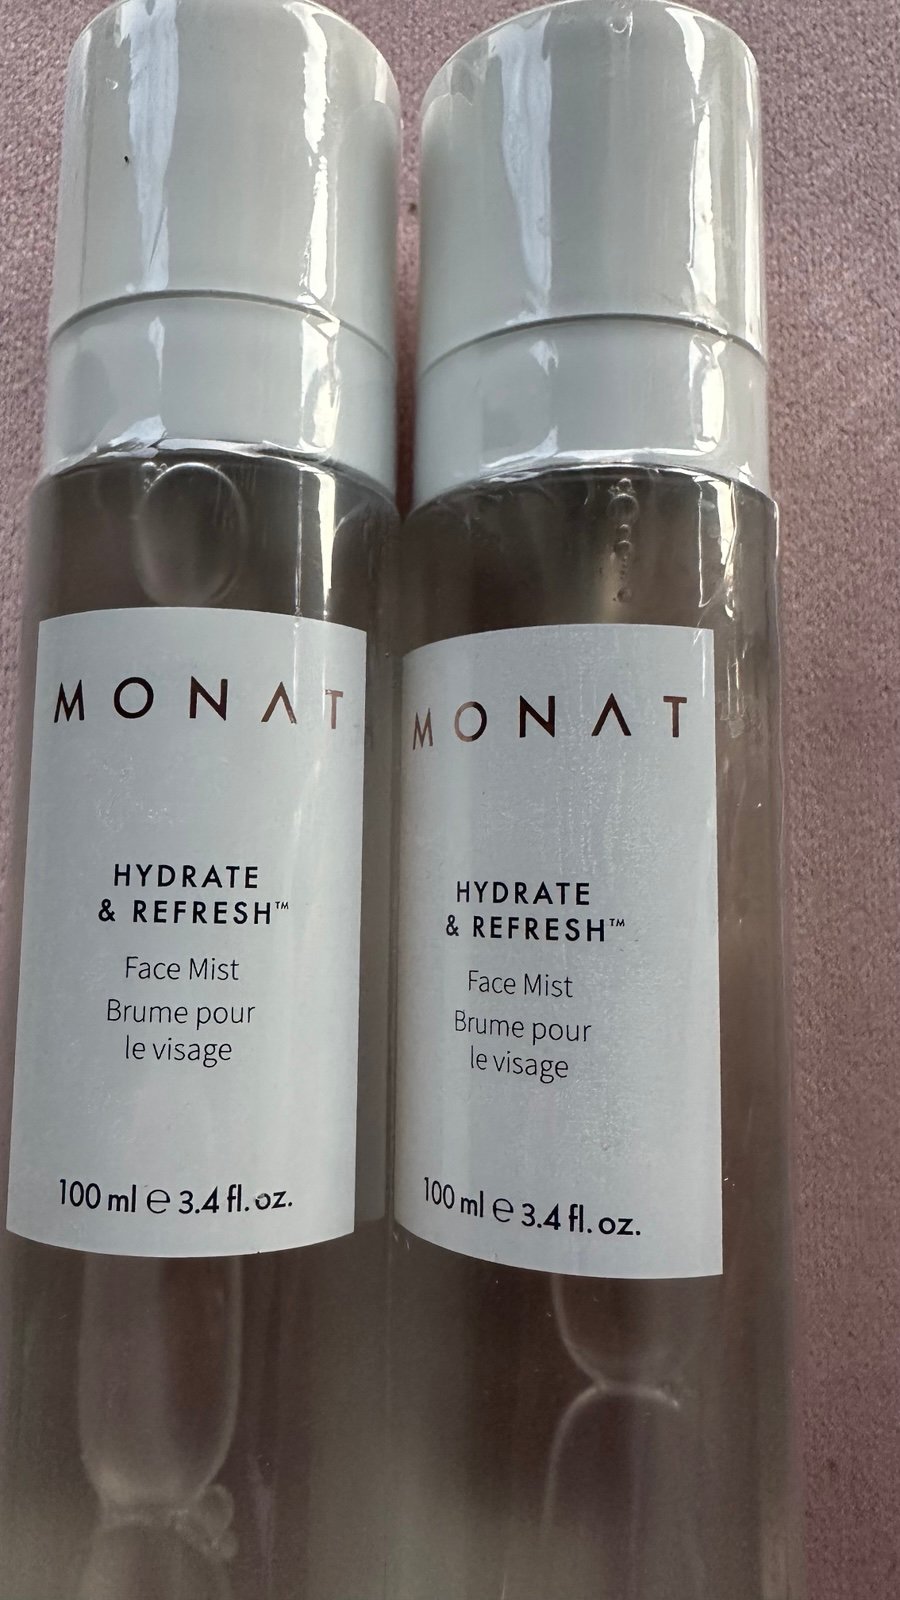 MONAT
HYDRATE
& REFRESH™
Face Mist
Brume pour
le visage
100 ml ℮ 3.4 fl. oz.
MONAT
HYDRATE
& REFRESH™
Face Mist
Brume pour
le visage
100 ml ℮ 3.4 fl. oz.